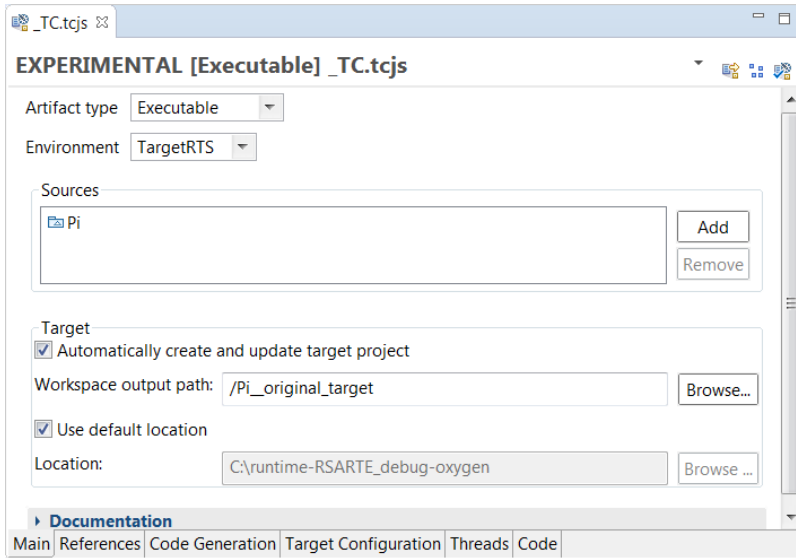 _TC.tcjs
EXPERIMENTAL [Executable] _TC.tcjs
Artifact type Executable
Environment TargetRTS
Sources
Pi
Add
Remove
Target
Automatically create and update target project
Workspace output path: /Pi__original_target Browse...
Use default location
Location: C:\runtime-RSARTE_debug-oxygen Browse ...
Documentation
Main References Code Generation Target Configuration Threads Code